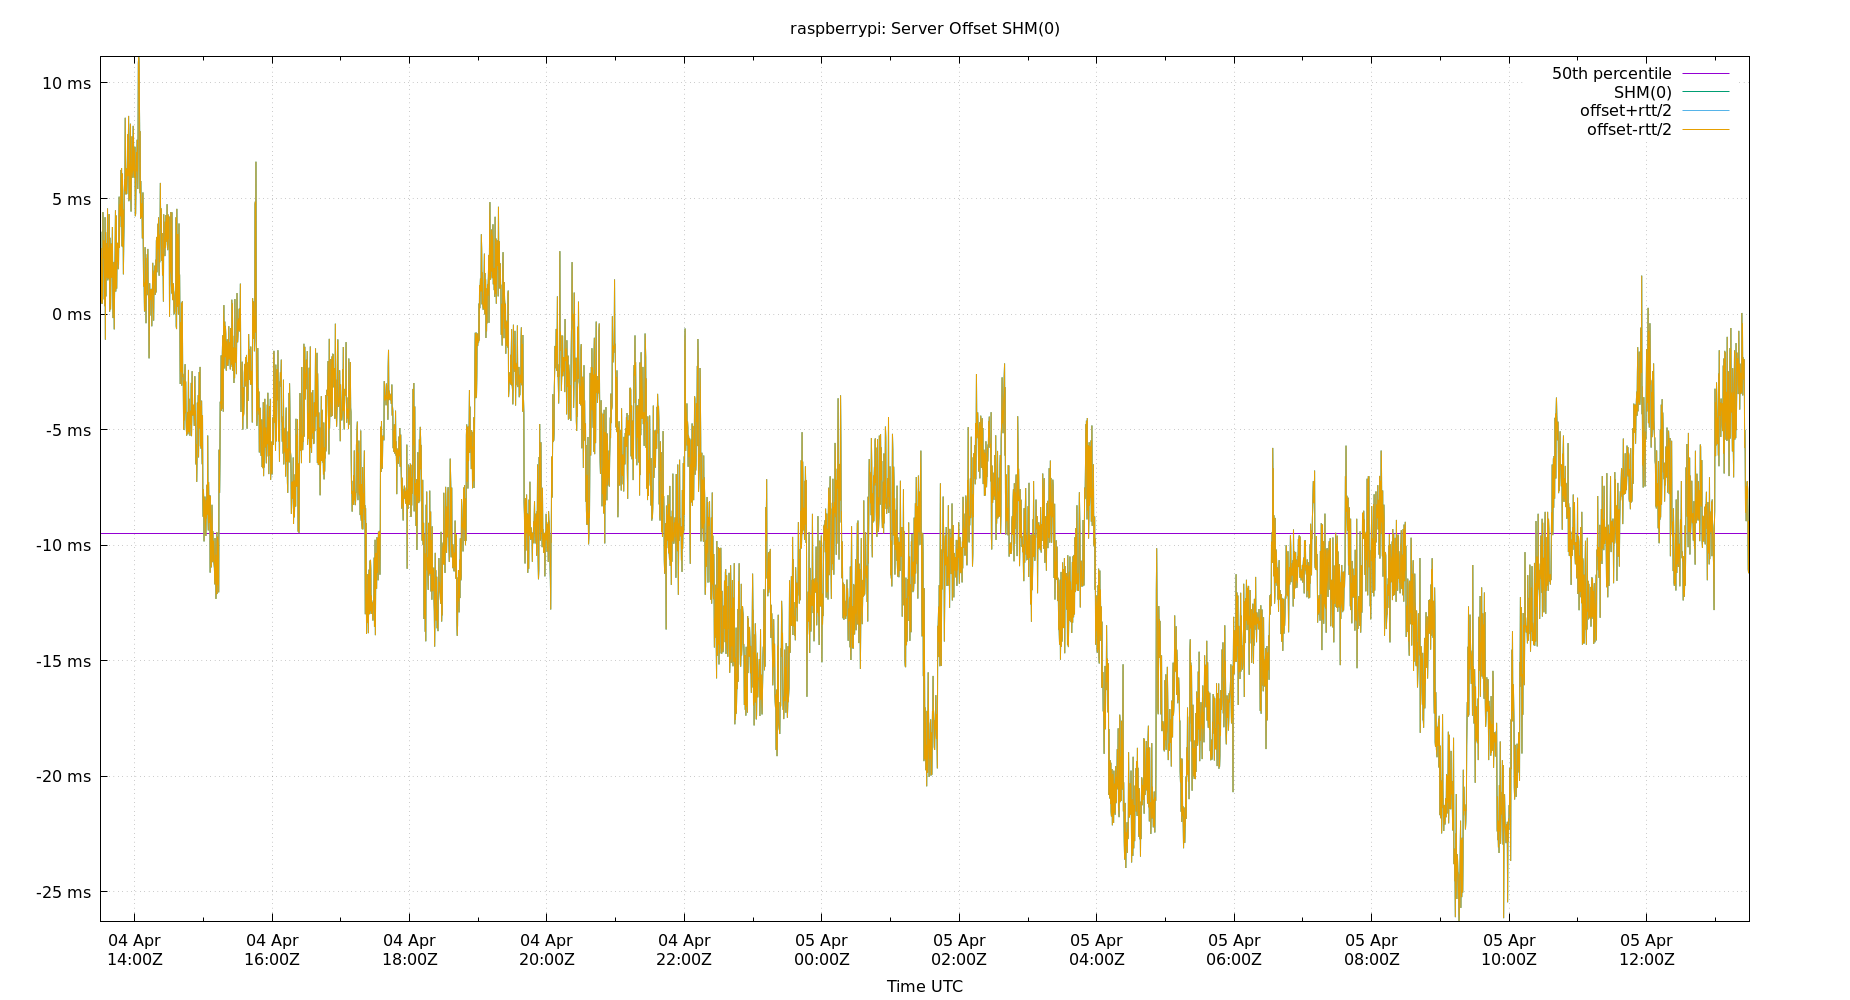 raspberrypi: Server Offset SHM(0)
50th percentile
SHM(0)
offset+rtt/2
offset-rtt/2
10 ms
5 ms
0 ms
-5 ms
-10 ms
-15 ms
-20 ms
-25 ms
04 Apr 04 Apr 04 Apr 04 Apr 04 Apr 05 Apr 05 Apr 05 Apr 05 Apr 05 Apr 05 Apr 05 Apr
14:00Z 16:00Z 18:00Z 20:00Z 22:00Z 00:00Z 02:00Z 04:00Z 06:00Z 08:00Z 10:00Z 12:00Z
Time UTC